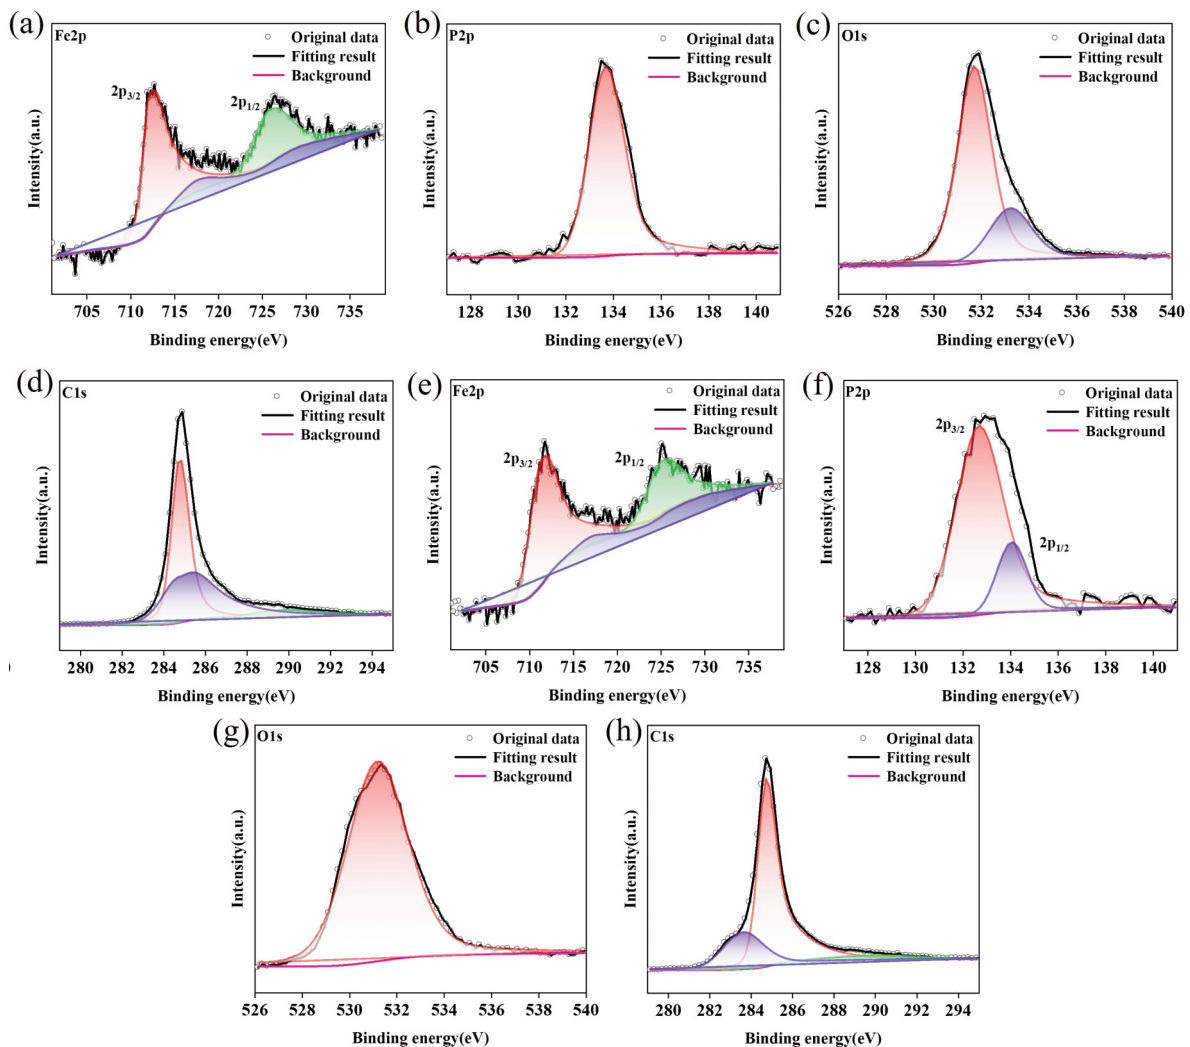 (a)
Fe2p
Original data
Fitting result
Background
2p3/2
2p1/2
Intensity(a.u.)
705 710 715 720 725 730 735
Binding energy(eV)
(b)
P2p
Original data
Fitting result
Background
Intensity(a.u.)
128 130 132 134 136 138 140
Binding energy(eV)
(c)
O1s
Original data
Fitting result
Background
Intensity(a.u.)
526 528 530 532 534 536 538 540
Binding energy(eV)
(d)
C1s
Original data
Fitting result
Background
Intensity(a.u.)
280 282 284 286 288 290 292 294
Binding energy(eV)
(e)
Fe2p
Original data
Fitting result
Background
2p3/2
2p1/2
Intensity(a.u.)
705 710 715 720 725 730 735
Binding energy(eV)
(f)
P2p
Original data
Fitting result
Background
2p3/2
2p1/2
Intensity(a.u.)
128 130 132 134 136 138 140
Binding energy(eV)
(g)
O1s
Original data
Fitting result
Background
Intensity(a.u.)
526 528 530 532 534 536 538 540
Binding energy(eV)
(h)
C1s
Original data
Fitting result
Background
Intensity(a.u.)
280 282 284 286 288 290 292 294
Binding energy(eV)